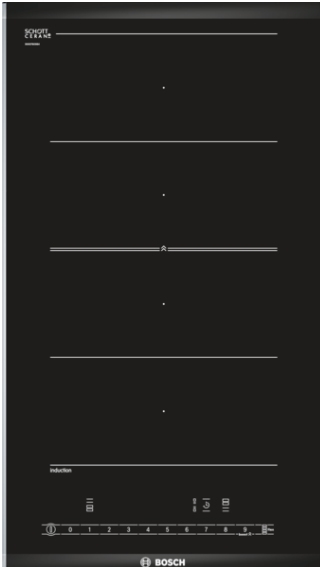 SCHOTT
CERAN®
Induction
0 1 2 3 4 5 6 7 8 9
BOSCH